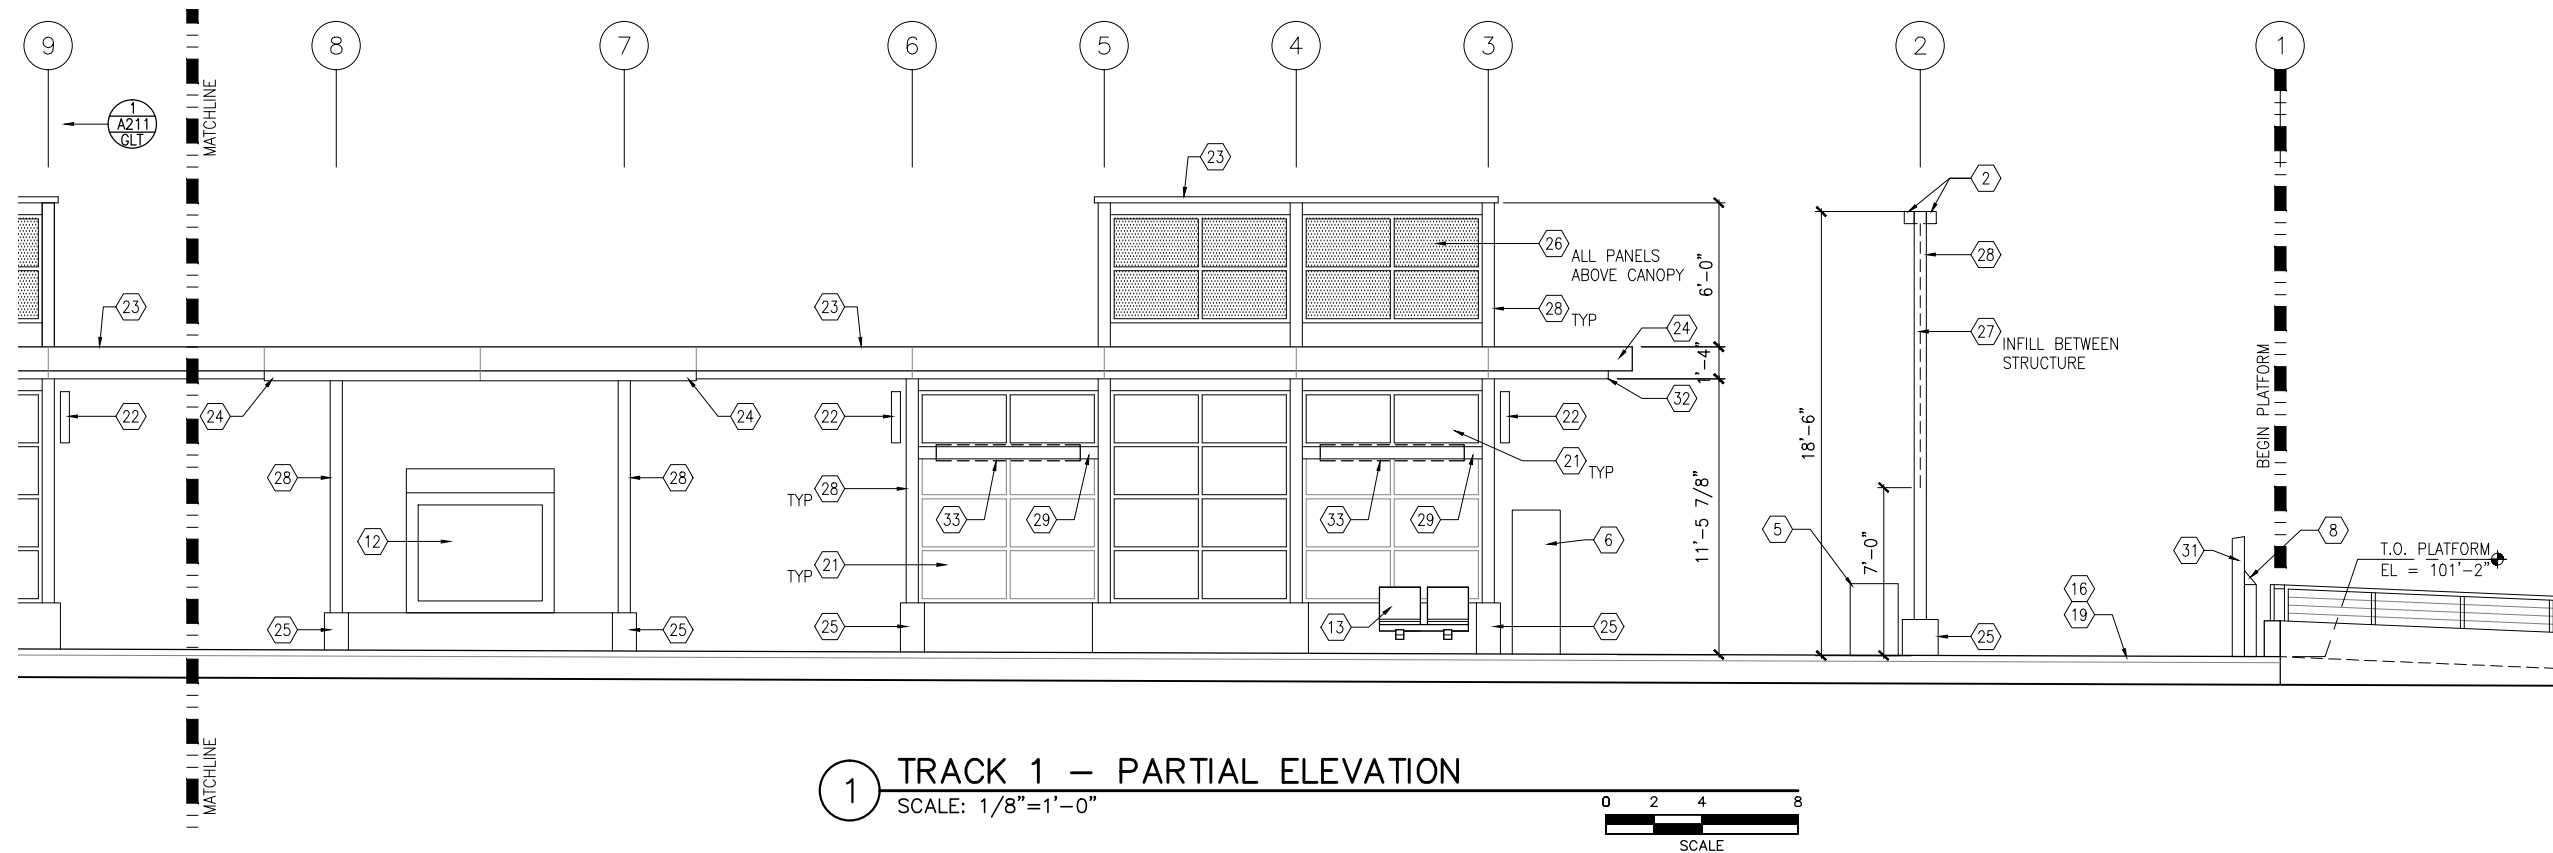 9
8
7
6
5
4
3
2
1
1
A211
GLT
MATCHLINE
23
2
26
ALL PANELS
ABOVE CANOPY
6'-0"
28
27
INFILL BETWEEN
STRUCTURE
23
23
28
TYP
24
1'-4"
BEGIN PLATFORM
22
24
24
22
22
32
18'-6"
28
28
TYP
28
21
TYP
11'-5 7/8"
33
29
33
29
12
6
5
7'-0"
31
8
T.O. PLATFORM
EL = 101'-2"
TYP
21
16
19
25
25
25
13
25
25
MATCHLINE
1
TRACK 1 - PARTIAL ELEVATION
SCALE: 1/8"=1'-0"
0 2 4 8
SCALE